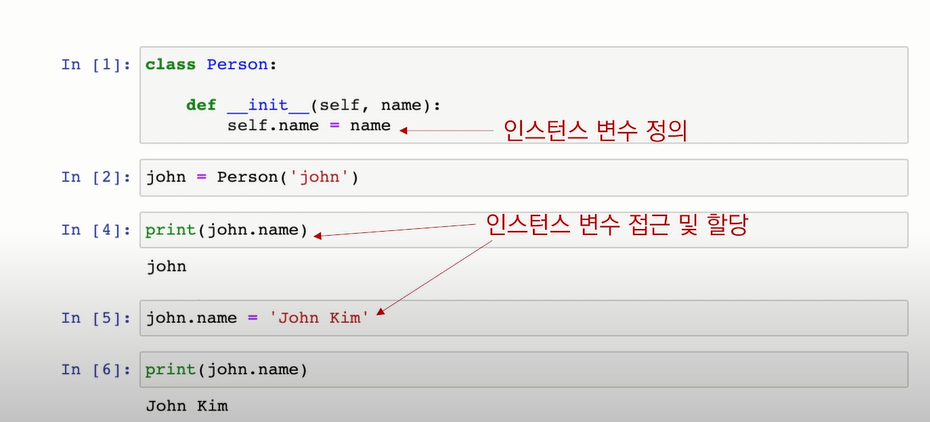 In [1]: class Person:
def __init__(self, name):
self.name = name
인스턴스 변수 정의
In [2]: john = Person('john')
In [4]: print(john.name)
인스턴스 변수 접근 및 할당
john
In [5]: john.name = 'John Kim'
In [6]: print(john.name)
John Kim